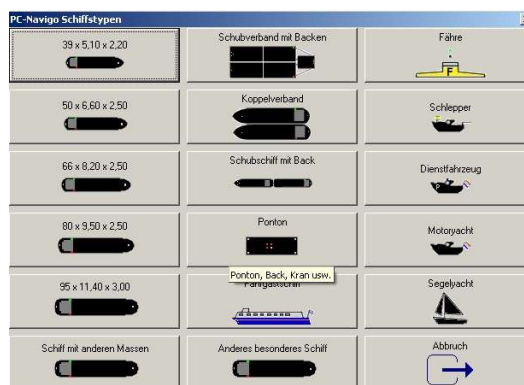 PC-Navigo Schiffstypen
39 x 5,10 x 2,20
Schubverband mit Backen
Fähre
F
50 x 6,60 x 2,50
Koppelverband
Schlepper
66 x 8,20 x 2,50
Schubschiff mit Back
Dienstfahrzeug
80 x 9,50 x 2,50
Ponton
Motoryacht
Ponton, Back, Kran usw.
95 x 11,40 x 3,00
Fahrgastschiff
Segelyacht
Schiff mit anderen Massen
Anderes besonderes Schiff
Abbruch